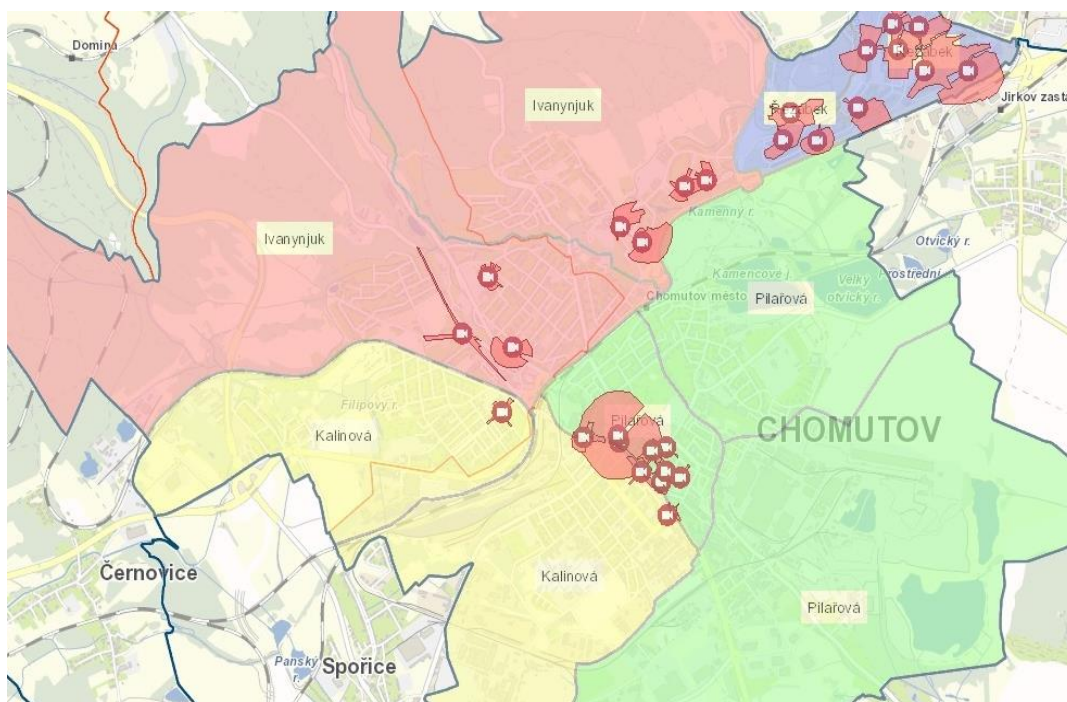 Domina
Ivanynjuk
Jirkov zasta
Ivanynjuk
Kamenný r.
Otvický r.
Kamencové j.
Prostřední
Velký
otvický r.
Chomutov město
Pilařová
Filipovy r.
Kalinová
Pilařová
CHOMUTOV
Kalinová
Černovice
Pilařová
Panský
r.
Spořice